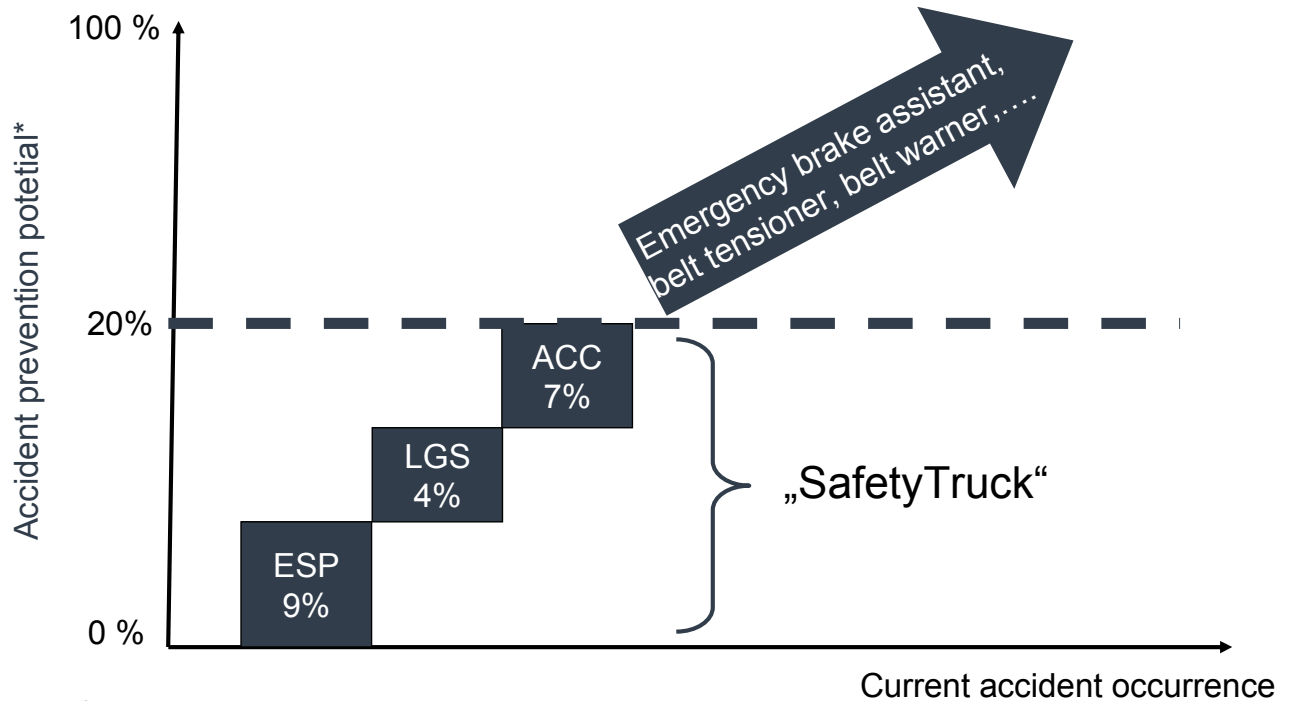 100 %
Accident prevention potetial*
Emergency brake assistant,
belt tensioner, belt warner,....
20%
ACC
7%
LGS
4%
„SafetyTruck“
ESP
9%
0 %
Current accident occurrence